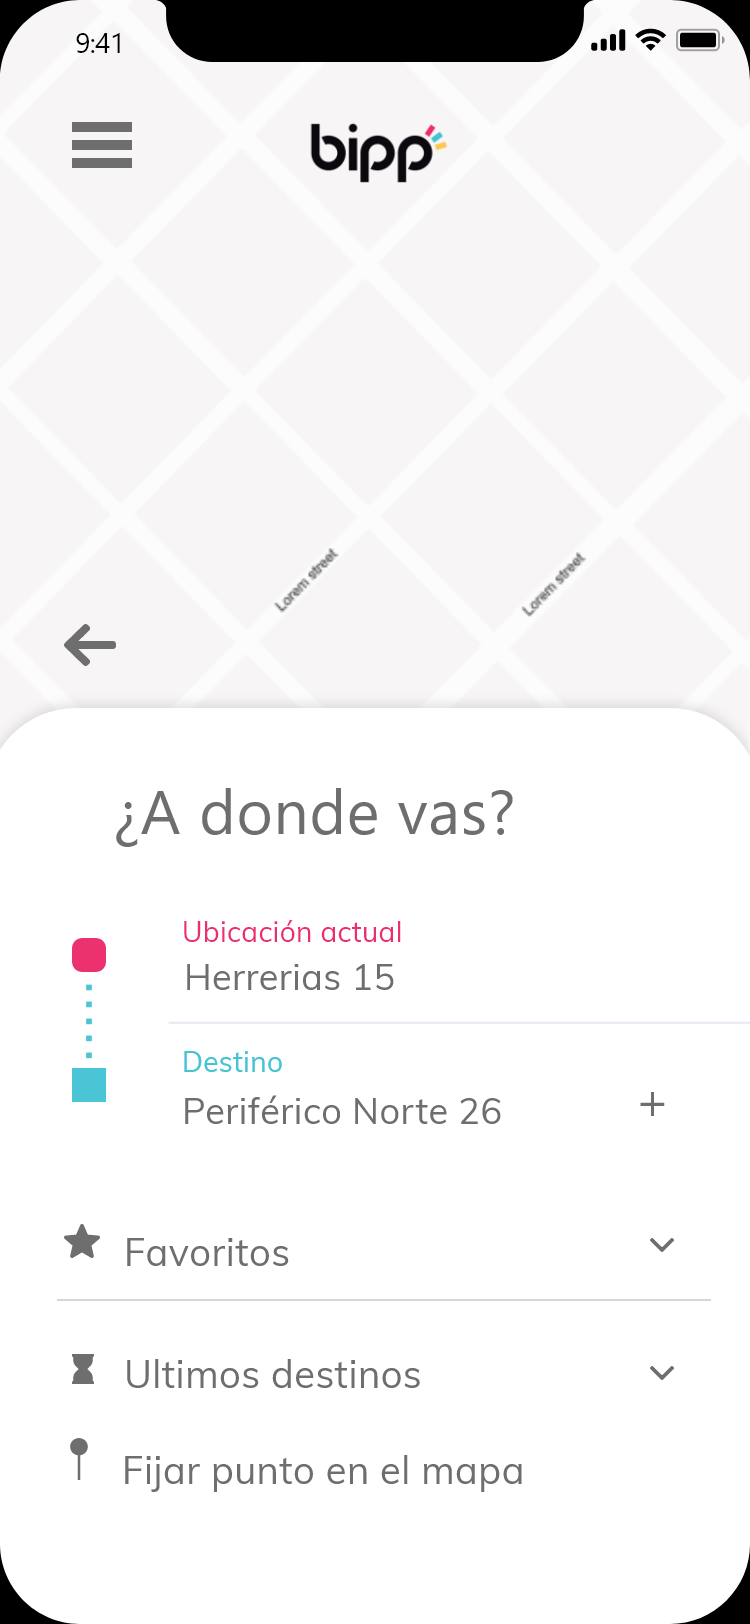 9:41
bipp
Lorem street
Lorem street
¿A donde vas?
Ubicación actual
Herrerias 15
Destino
Periférico Norte 26
+
Favoritos
Ultimos destinos
Fijar punto en el mapa